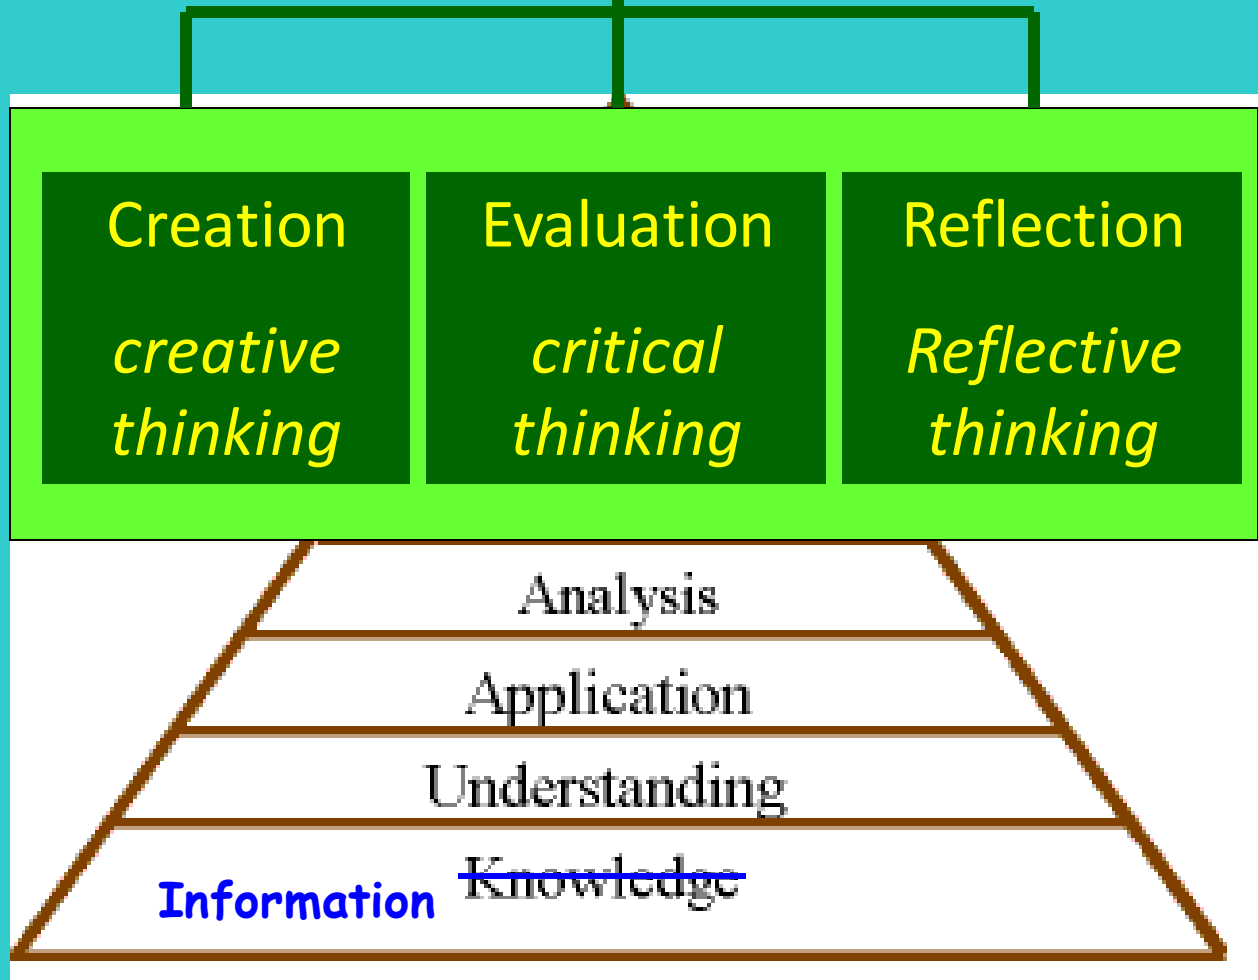 Creation
creative
thinking
Evaluation
critical
thinking
Reflection
Reflective
thinking
Analysis
Application
Understanding
Information Knowledge